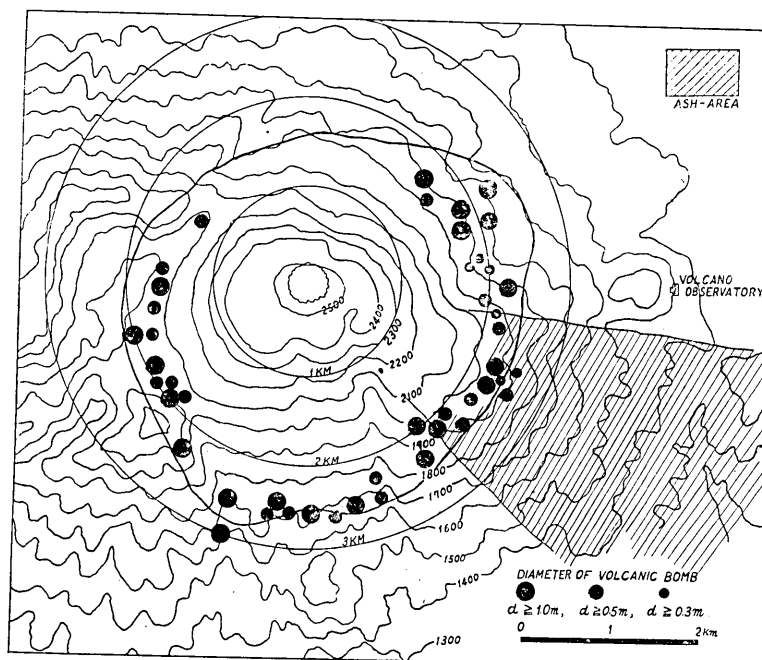 ASH-AREA
VOLCANO
OBSERVATORY
2500
2400
2300
2200
1KM
2100
1900
2KM
1800
1700
1600
3KM
1500
1400
1300
DIAMETER OF VOLCANIC BOMB
d ≥ 1.0m, d ≥ 0.5m, d ≥ 0.3m
0 1 2Km